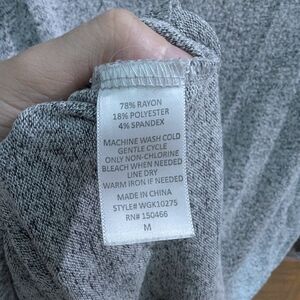 78% RAYON
18% POLYESTER
4% SPANDEX
MACHINE WASH COLD
GENTLE CYCLE
ONLY NON-CHLORINE
BLEACH WHEN NEEDED
LINE DRY
WARM IRON IF NEEDED
MADE IN CHINA
STYLE# WGK10275
RN# 150466
M